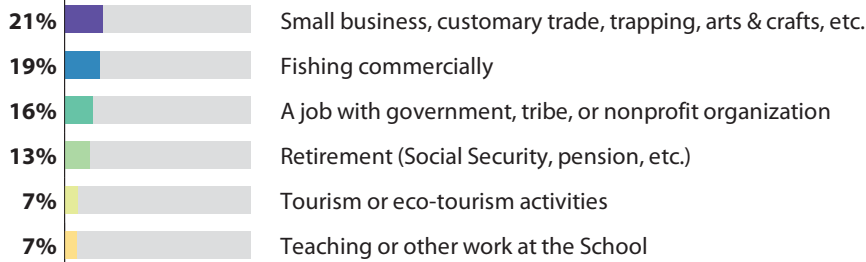 21% Small business, customary trade, trapping, arts & crafts, etc.
19% Fishing commercially
16% A job with government, tribe, or nonprofit organization
13% Retirement (Social Security, pension, etc.)
7% Tourism or eco-tourism activities
7% Teaching or other work at the School